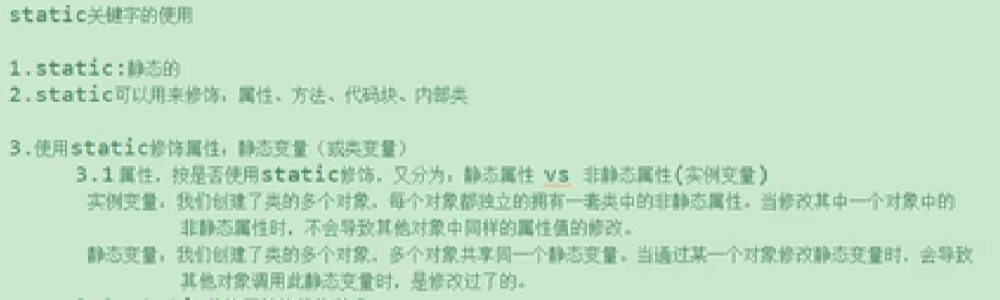 static关键字的使用
1.static:静态的
2.static可以用来修饰：属性、方法、代码块、内部类
3.使用static修饰属性：静态变量（或类变量）
3.1 属性，按是否使用static修饰，又分为：静态属性 vs 非静态属性(实例变量)
实例变量：我们创建了类的多个对象，每个对象都独立的拥有一套类中的非静态属性。当修改其中一个对象中的
非静态属性时，不会导致其他对象中同样的属性值的修改。
静态变量：我们创建了类的多个对象，多个对象共享同一个静态变量。当通过某一个对象修改静态变量时，会导致
其他对象调用此静态变量时，是修改过了的。